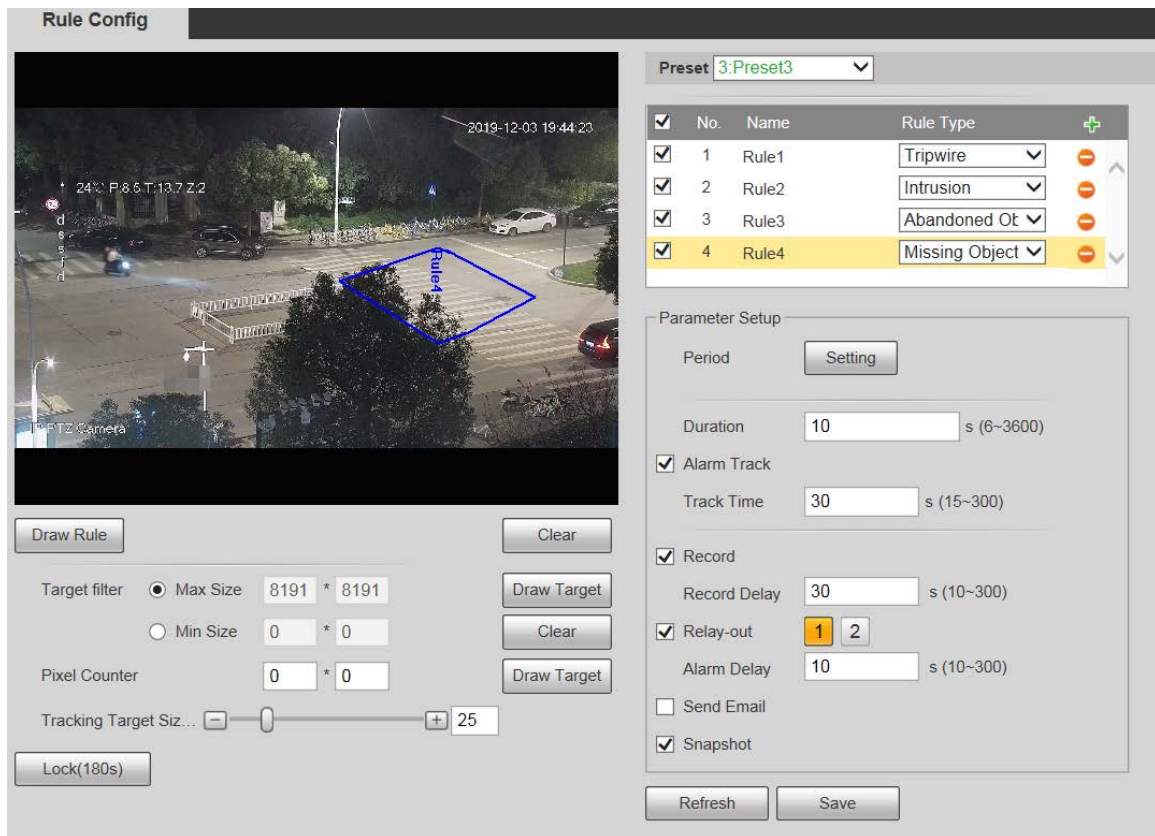 Rule Config
2019-12-03 19:44:23
24℃ P:8.5 T:13.7 Z:2
d
e
s
f
d
Rule4
IP PTZ Camera
Draw Rule
Clear
Target filter
Max Size 8191 * 8191
Draw Target
Min Size 0 * 0
Clear
Pixel Counter 0 * 0
Draw Target
Tracking Target Siz... 25
Lock(180s)
Preset 3:Preset3
No. Name Rule Type
1 Rule1 Tripwire
2 Rule2 Intrusion
3 Rule3 Abandoned Ob
4 Rule4 Missing Object
Parameter Setup
Period Setting
Duration 10 s (6~3600)
Alarm Track
Track Time 30 s (15~300)
Record
Record Delay 30 s (10~300)
Relay-out 1 2
Alarm Delay 10 s (10~300)
Send Email
Snapshot
Refresh Save